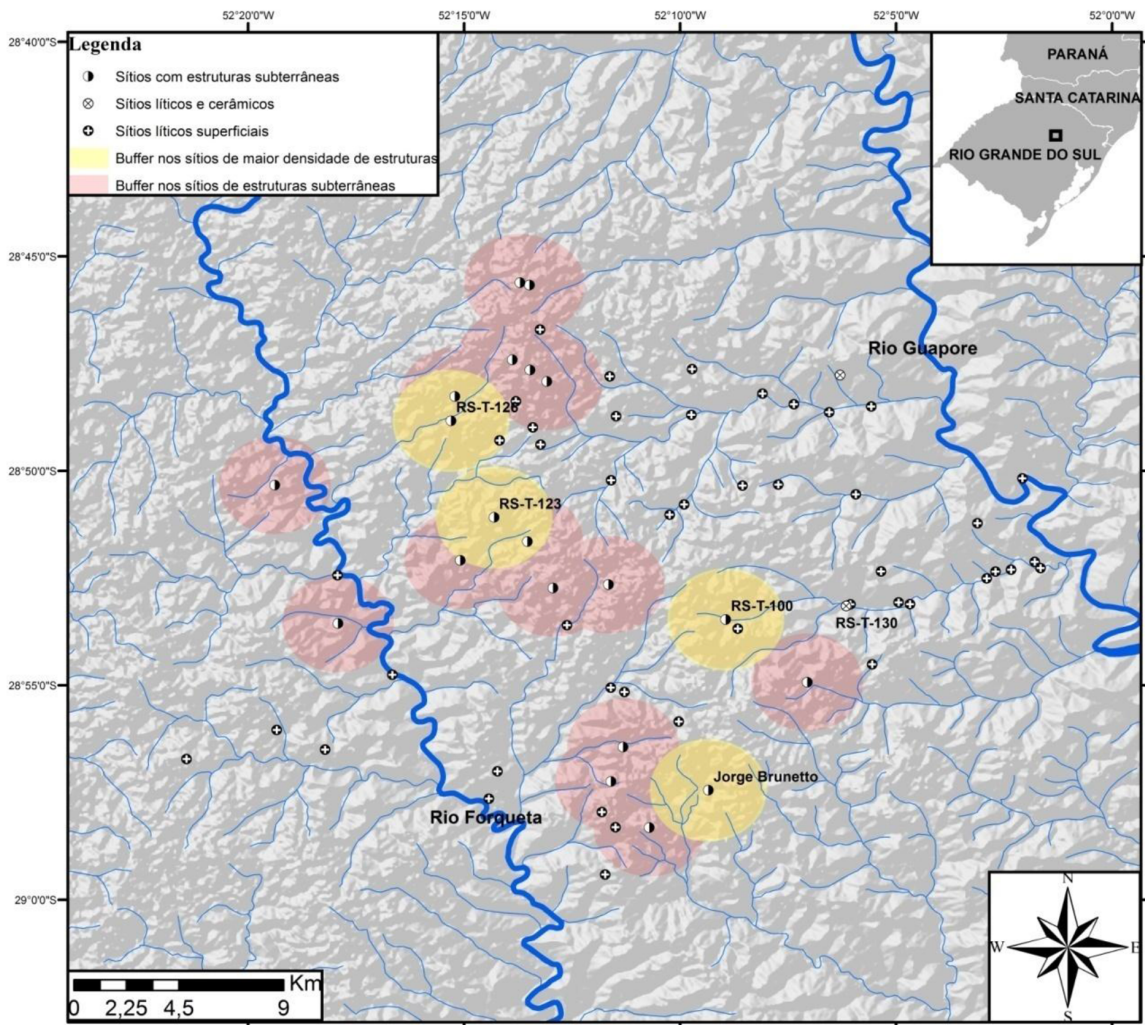 52°20'0"W
52°15'0"W
52°10'0"W
52°5'0"W
52°0'0"W
28°40'0"S
Legenda
Sítios com estruturas subterrâneas
Sítios líticos e cerâmicos
Sítios líticos superficiais
Buffer nos sítios de maior densidade de estruturas
Buffer nos sítios de estruturas subterrâneas
PARANÁ
SANTA CATARINA
RIO GRANDE DO SUL
28°45'0"S
Rio Guapore
RS-T-126
28°50'0"S
RS-T-123
RS-T-100
RS-T-130
28°55'0"S
Jorge Brunetto
Rio Forqueta
29°0'0"S
N
W
E
S
Km
0
2,25
4,5
9